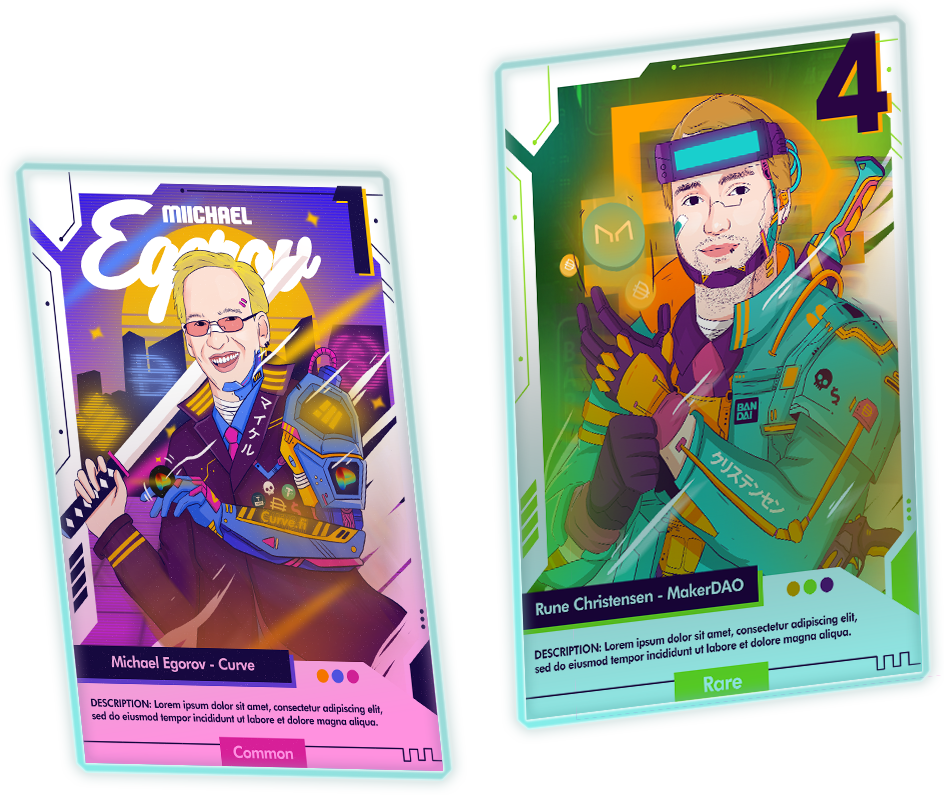 MIICHAEL
Egorov
1
マイケル
Curve.fi
Michael Egorov - Curve
DESCRIPTION: Lorem ipsum dolor sit amet, consectetur adipiscing elit,
sed do eiusmod tempor incididunt ut labore et dolore magna aliqua.
Common
4
BAN
DAI
クリステンセン
Rune Christensen - MakerDAO
DESCRIPTION: Lorem ipsum dolor sit amet, consectetur adipiscing elit,
sed do eiusmod tempor incididunt ut labore et dolore magna aliqua.
Rare